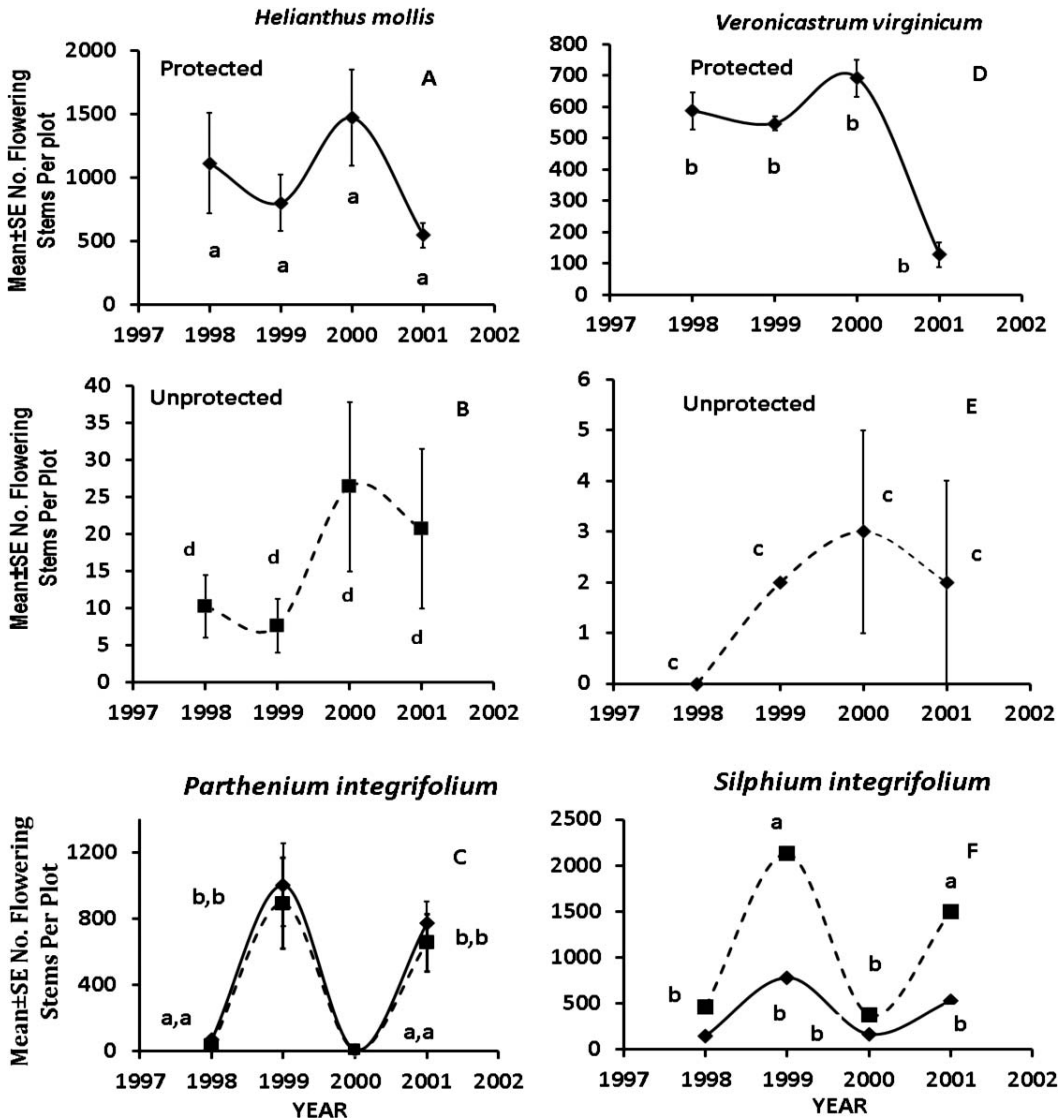 Helianthus mollis
Mean±SE No. Flowering
Stems Per plot
2000
1500
1000
500
0
Protected
A
a
a
a
a
1997 1998 1999 2000 2001 2002
Veronicastrum virginicum
800
700
600
500
400
300
200
100
0
Protected
D
b
b
b
b
1997 1998 1999 2000 2001 2002
Mean±SE No. Flowering
Stems Per Plot
40
35
30
25
20
15
10
5
0
Unprotected
B
d
d
d
d
1997 1998 1999 2000 2001 2002
6
5
4
3
2
1
0
Unprotected
E
c
c
c
c
1997 1998 1999 2000 2001 2002
Parthenium integrifolium
Mean±SE No. Flowering
Stems Per Plot
1200
800
400
0
C
a,a
b,b
a,a
b,b
1997 1998 1999 2000 2001 2002
YEAR
Silphium integrifolium
2500
2000
1500
1000
500
0
F
b
a
b
b
b
a
b
1997 1998 1999 2000 2001 2002
YEAR